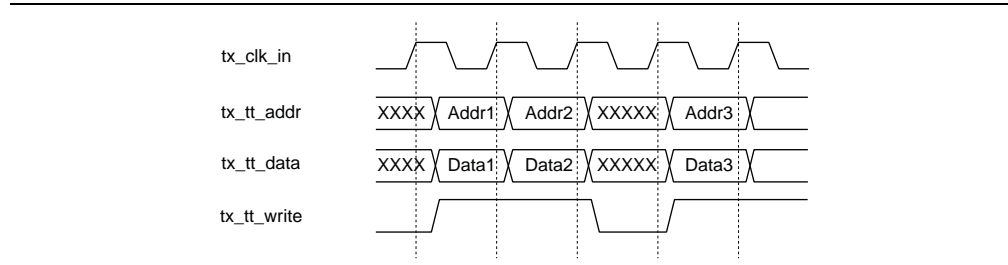 tx_clk_in
tx_tt_addr XXXX Addr1 Addr2 XXXXX Addr3
tx_tt_data XXXX Data1 Data2 XXXXX Data3
tx_tt_write